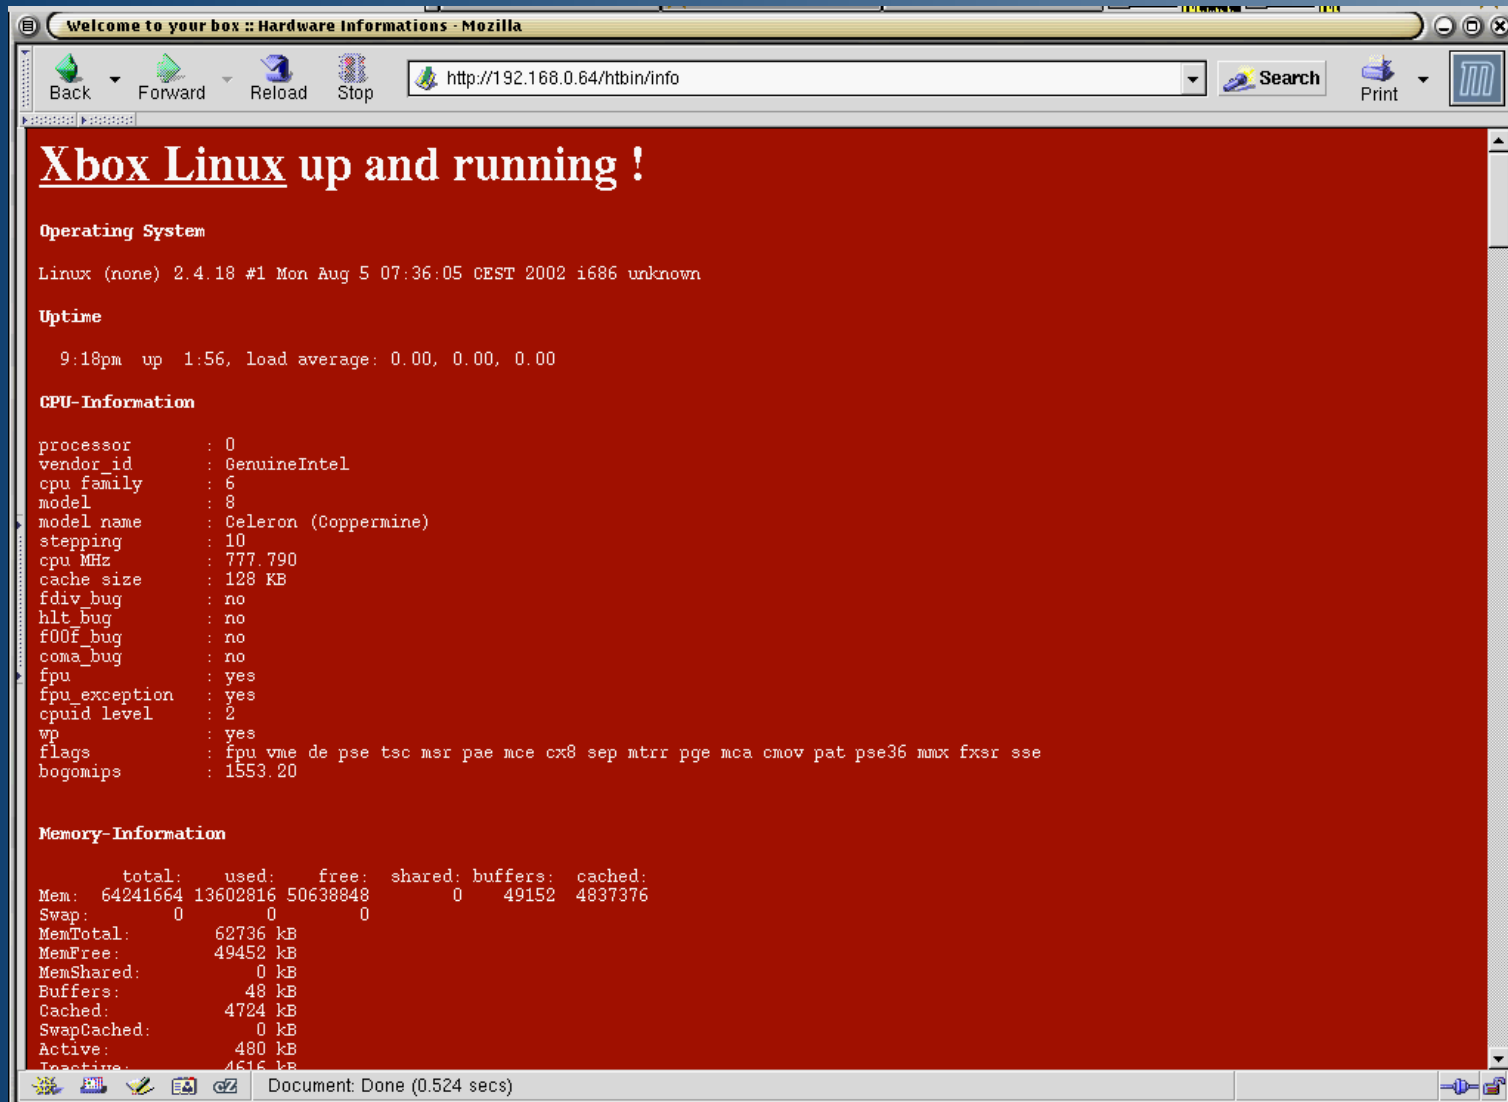 Welcome to your box :: Hardware Informations - Mozilla
Back Forward Reload Stop http://192.168.0.64/htbin/info Search Print
Xbox Linux up and running !
Operating System
Linux (none) 2.4.18 #1 Mon Aug 5 07:36:05 CEST 2002 i686 unknown
Uptime
9:18pm up 1:56, load average: 0.00, 0.00, 0.00
CPU-Information
processor : 0
vendor_id : GenuineIntel
cpu family : 6
model : 8
model name : Celeron (Coppermine)
stepping : 10
cpu MHz : 777.790
cache size : 128 KB
fdiv_bug : no
hlt_bug : no
f00f_bug : no
coma_bug : no
fpu : yes
fpu_exception : yes
cpuid level : 2
wp : yes
flags : fpu vme de pse tsc msr pae mce cx8 sep mtrr pge mca cmov pat pse36 mmx fxsr sse
bogomips : 1553.20
Memory-Information
total: used: free: shared: buffers: cached:
Mem: 64241664 13602816 50638848 0 49152 4837376
Swap: 0 0 0
MemTotal: 62736 kB
MemFree: 49452 kB
MemShared: 0 kB
Buffers: 48 kB
Cached: 4724 kB
SwapCached: 0 kB
Active: 480 kB
Inactive: 4616 kB
Document: Done (0.524 secs)